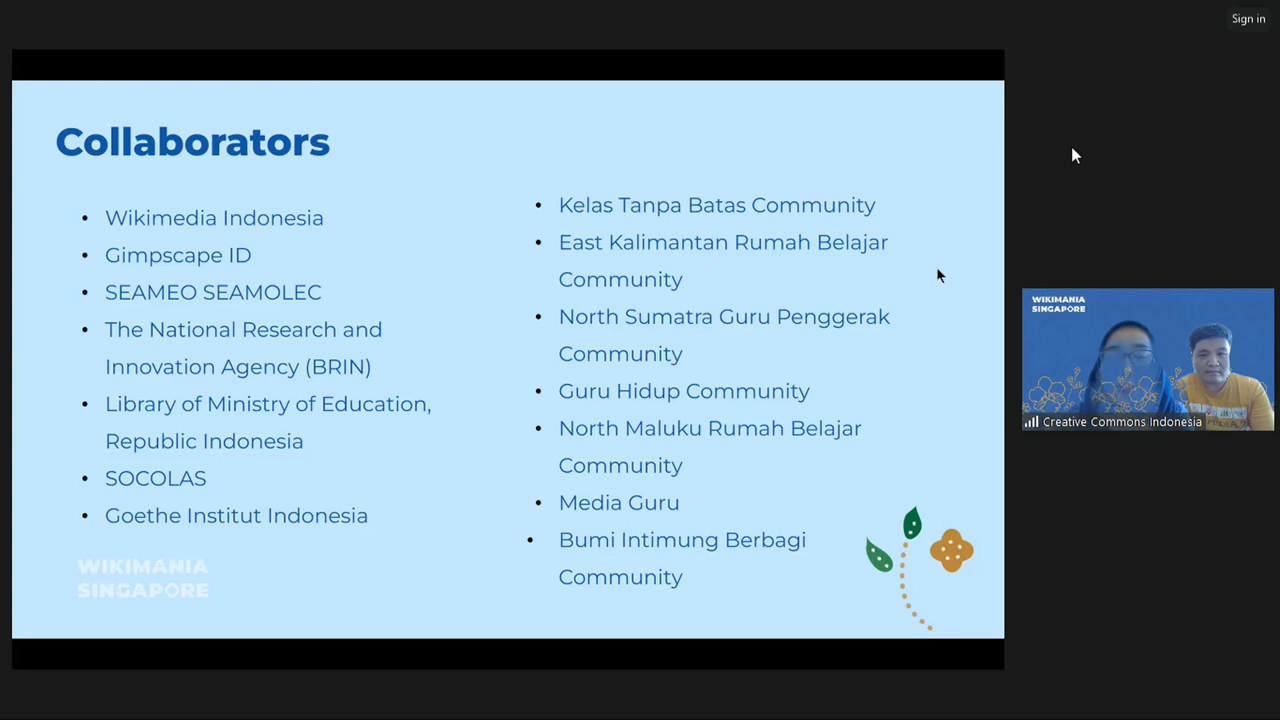 Sign in
Collaborators
• Wikimedia Indonesia
• Gimpscape ID
• SEAMEO SEAMOLEC
• The National Research and
Innovation Agency (BRIN)
• Library of Ministry of Education,
Republic Indonesia
• SOCOLAS
• Goethe Institut Indonesia
WIKIMANIA
SINGAPORE
• Kelas Tanpa Batas Community
• East Kalimantan Rumah Belajar
Community
• North Sumatra Guru Penggerak
Community
• Guru Hidup Community
• North Maluku Rumah Belajar
Community
• Media Guru
• Bumi Intimung Berbagi
Community
WIKIMANIA
SINGAPORE
Creative Commons Indonesia